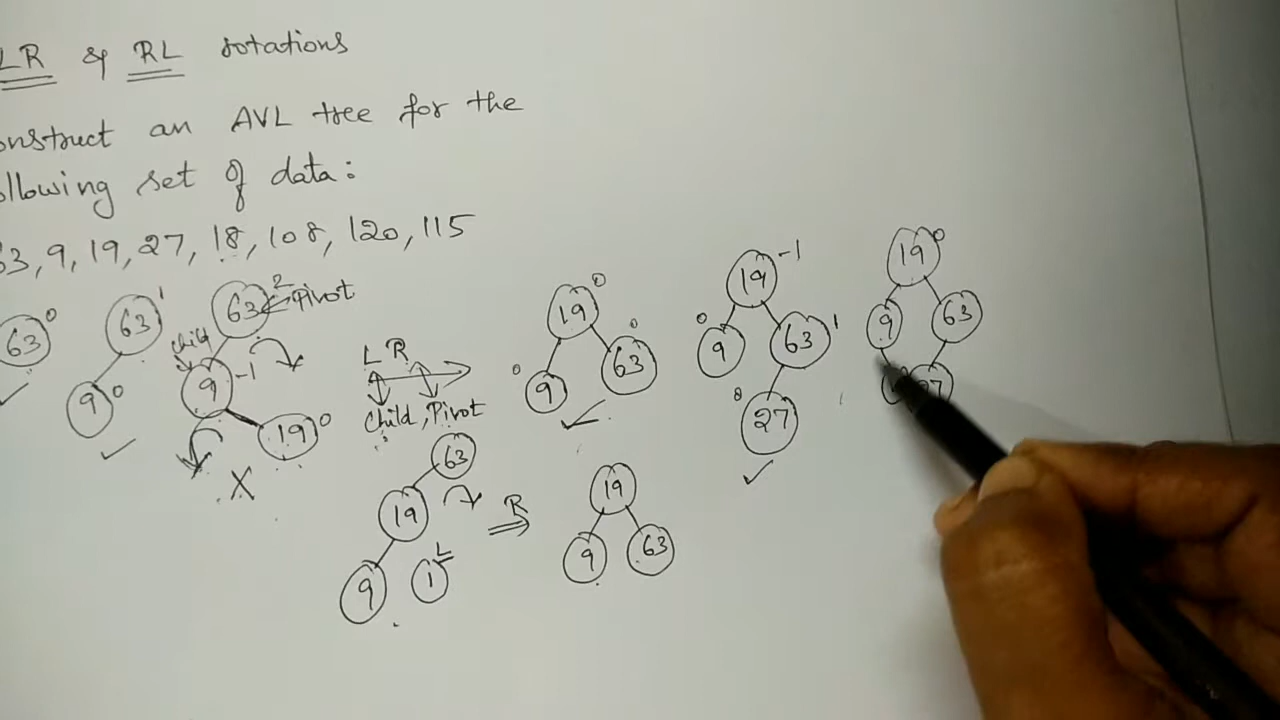 LR & RL rotations
onstruct an AVL tree for the
ollowing set of data:
63, 9, 19, 27, 18, 108, 120, 115
63 0
63 1
9 0
63 2 Pivot
child
9 -1
19 0
LR
Child, Pivot
19 0
9 0
63 0
19 -1
9 0
63 1
27 0
19 0
9
63
27
63
19
9
1 L
R
19
9
63